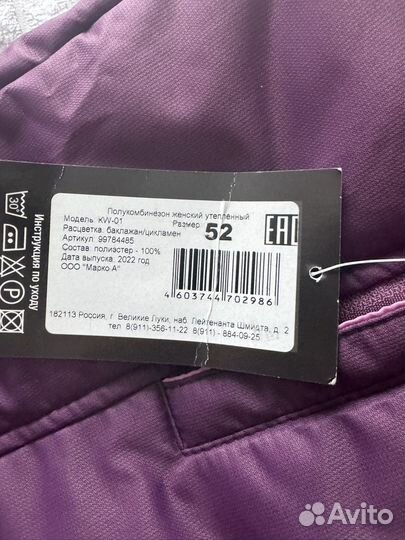 Полукомбинезон женский утепленный
Модель: KW-01 Размер
Расцветка: баклажан/цикламен 52
Артикул: 99784485
Состав: полиэстер - 100%
Дата выпуска: 2022 год
ООО "Марко А"
4603744702986
182113 Россия, г. Великие Луки, наб. Лейтенанта Шмидта, д. 2
тел. 8(911)-356-11-22 8(911) - 884-09-25
EAC
Инструкция по уходу
30°
P
Avito